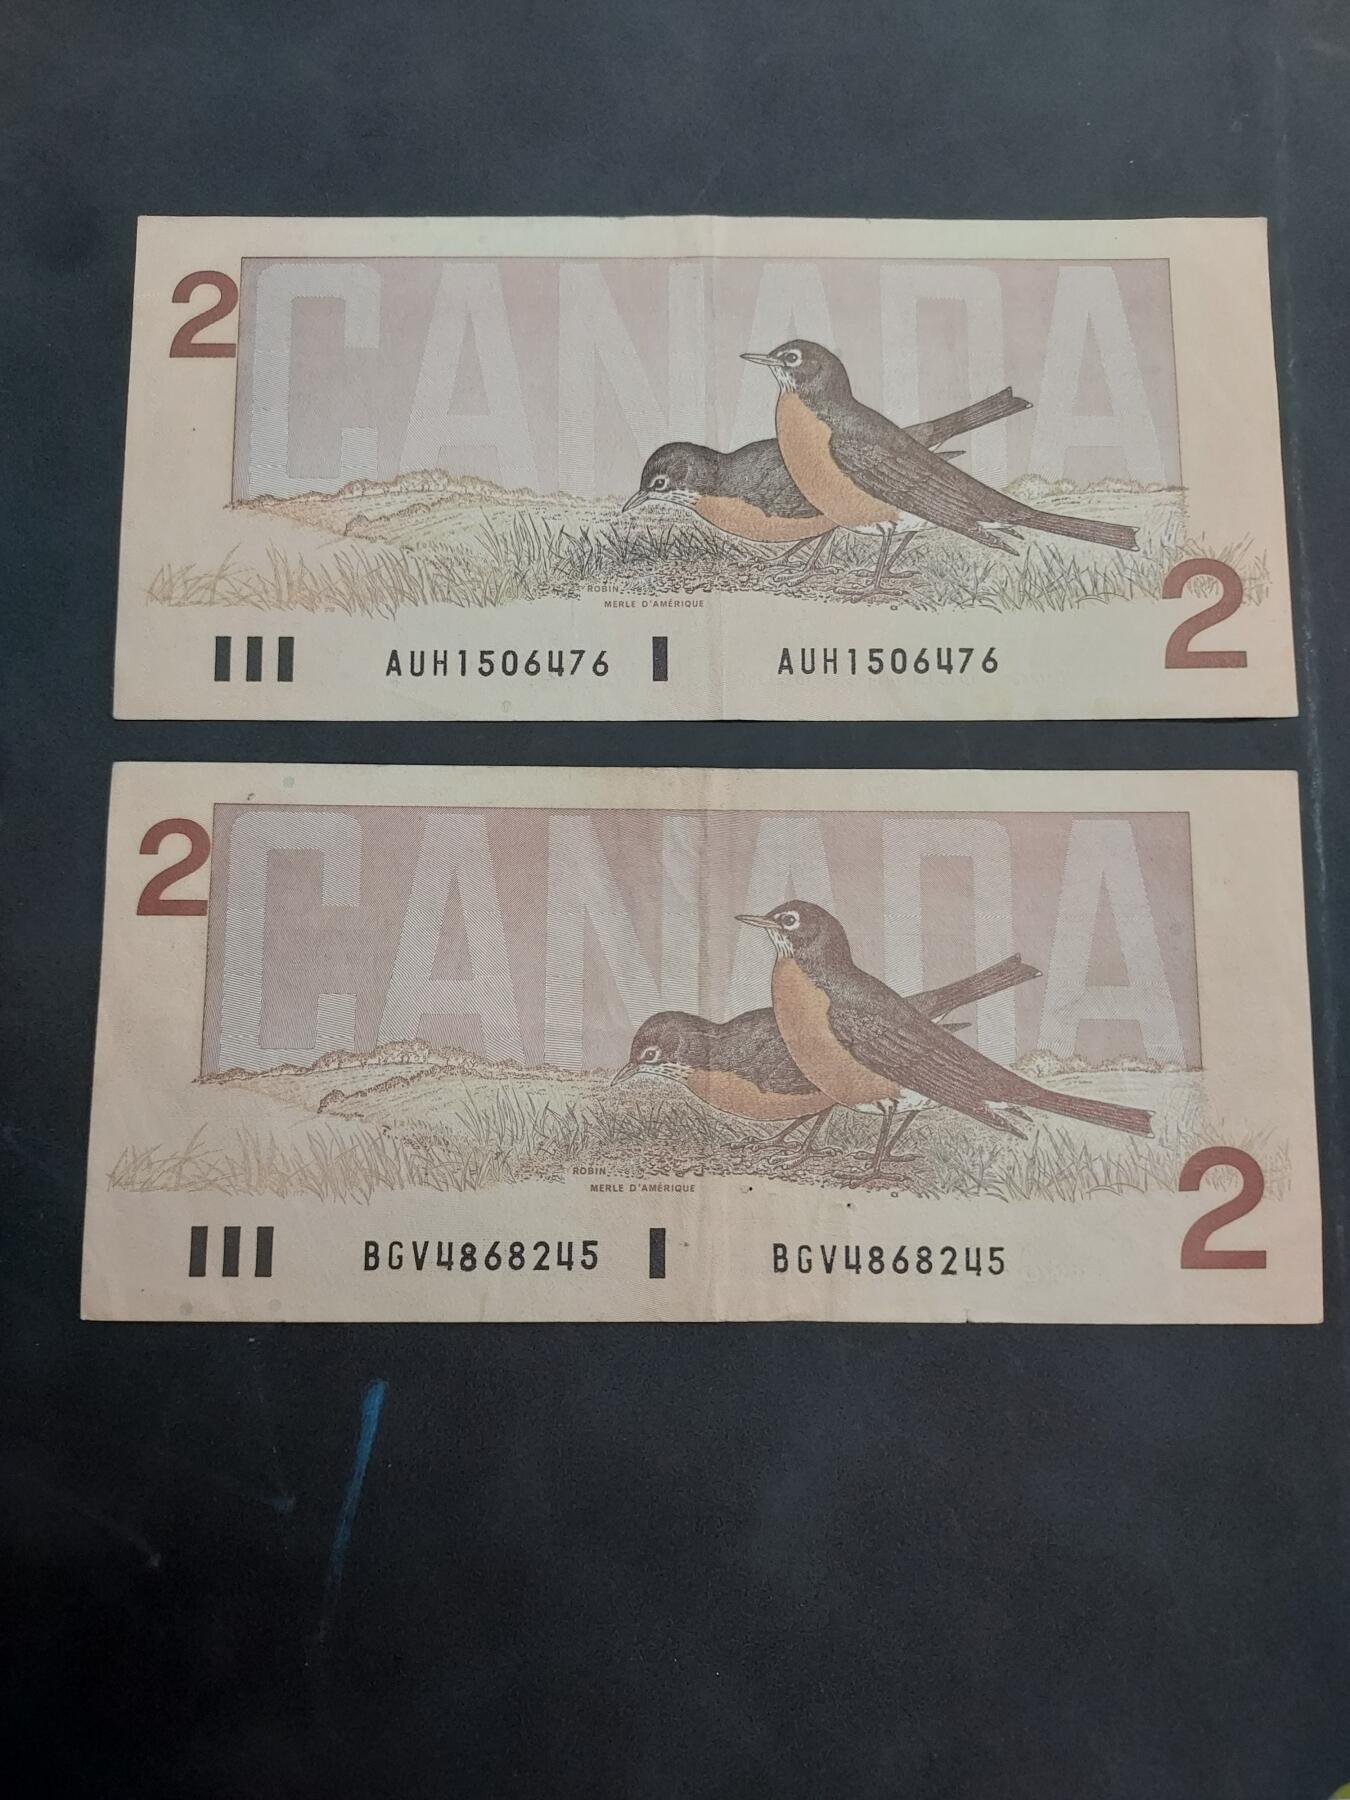 2
CANADA
ROBIN
MERLE D'AMÉRIQUE
2
AUH1506476 AUH1506476
2
CANADA
ROBIN
MERLE D'AMÉRIQUE
2
BGV4868245 BGV4868245